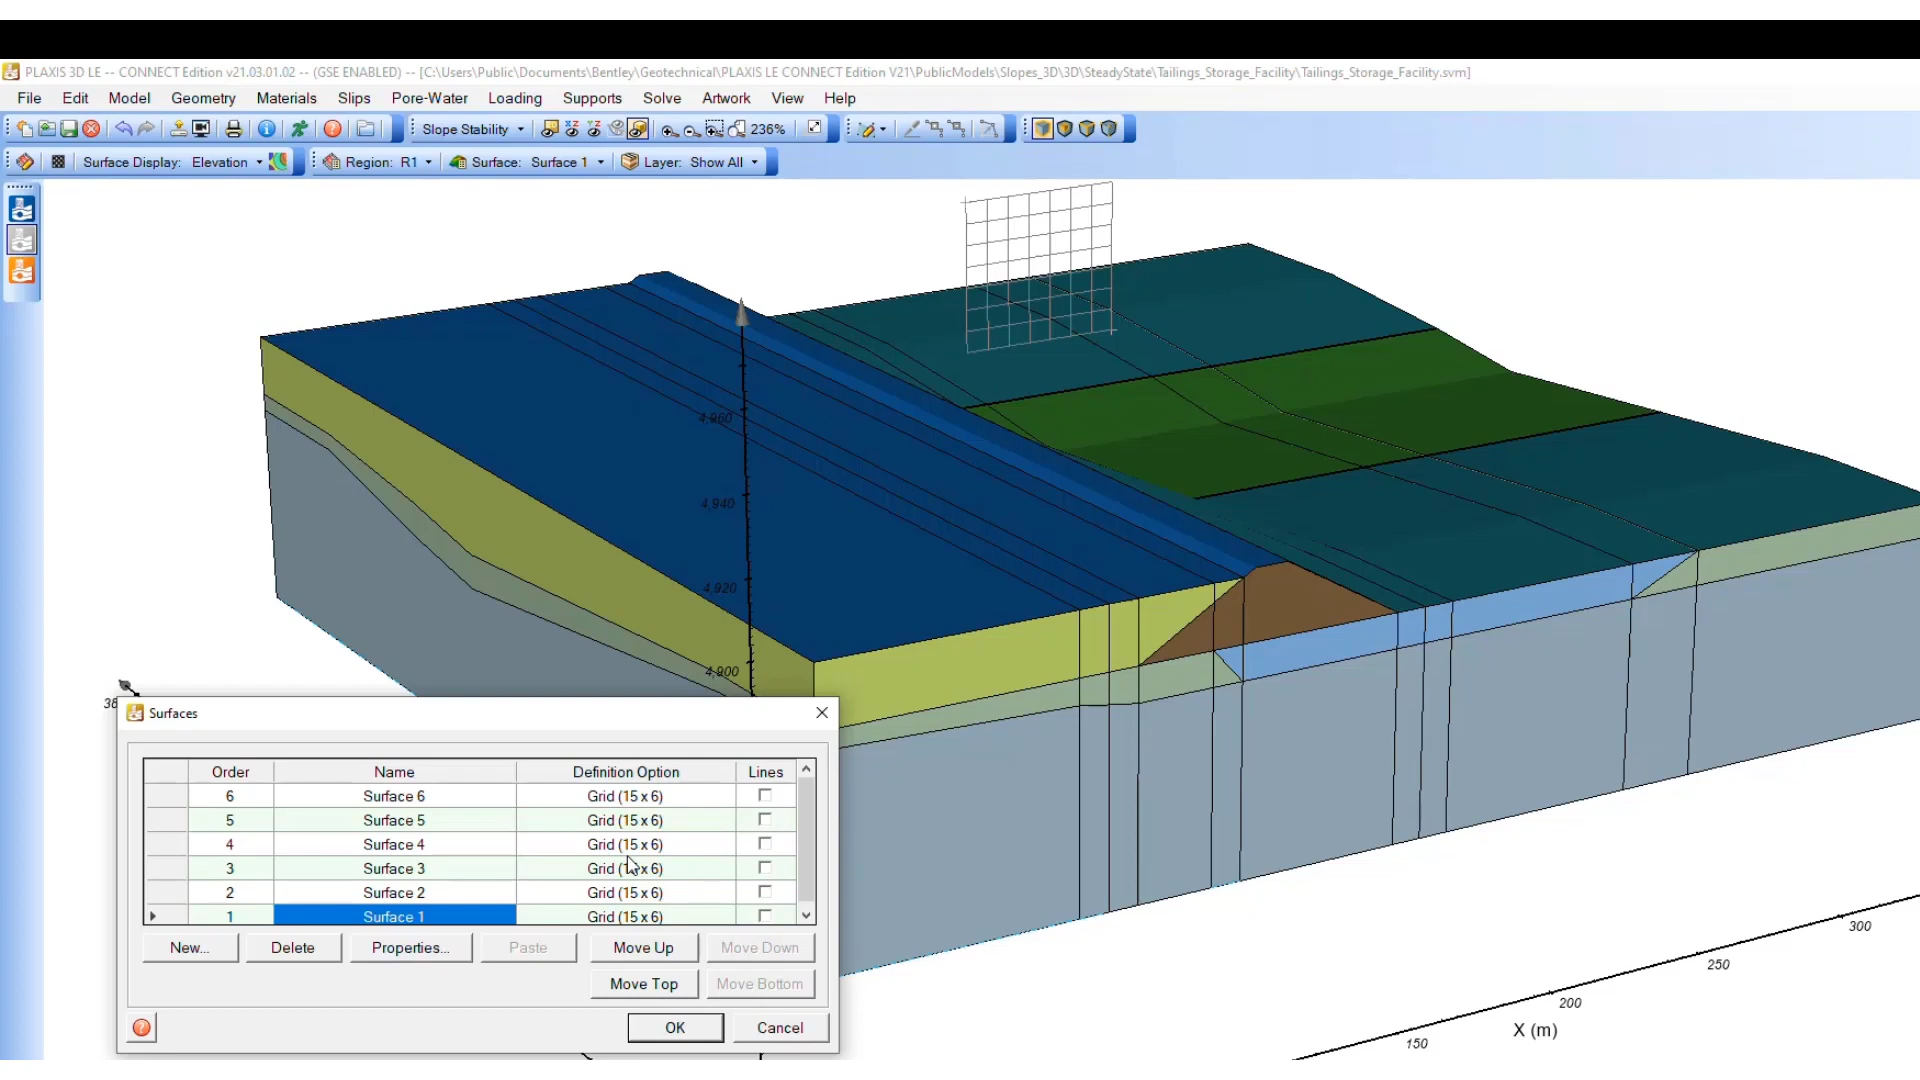 PLAXIS 3D LE -- CONNECT Edition v21.03.01.02 -- (GSE ENABLED) -- [C:\Users\Public\Documents\Bentley\Geotechnical\PLAXIS LE CONNECT Edition V21\PublicModels\Slopes_3D\3D\SteadyState\Tailings_Storage_Facility\Tailings_Storage_Facility.svm]
File Edit Model Geometry Materials Slips Pore-Water Loading Supports Solve Artwork View Help
Slope Stability XZ YZ 236%
Surface Display: Elevation Region: R1 Surface: Surface 1 Layer: Show All
4,960
4,940
4,920
4,900
38
Surfaces
Order Name Definition Option Lines
6 Surface 6 Grid (15 x 6)
5 Surface 5 Grid (15 x 6)
4 Surface 4 Grid (15 x 6)
3 Surface 3 Grid (15 x 6)
2 Surface 2 Grid (15 x 6)
1 Surface 1 Grid (15 x 6)
New... Delete Properties... Paste Move Up Move Down
Move Top Move Bottom
OK Cancel
300
250
200
150
X (m)